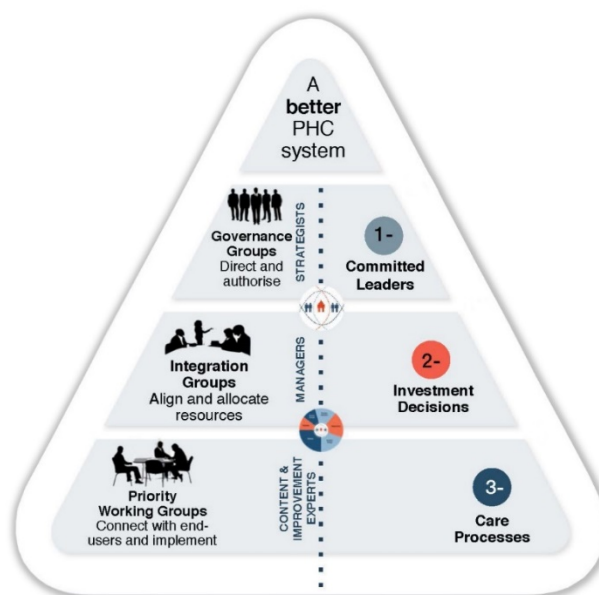 A
better
PHC
system
Governance
Groups
Direct and
authorise
STRATEGISTS
1-
Committed
Leaders
Integration
Groups
Align and allocate
resources
MANAGERS
2-
Investment
Decisions
Priority
Working Groups
Connect with end-
users and implement
CONTENT &
IMPROVEMENT
EXPERTS
3-
Care
Processes